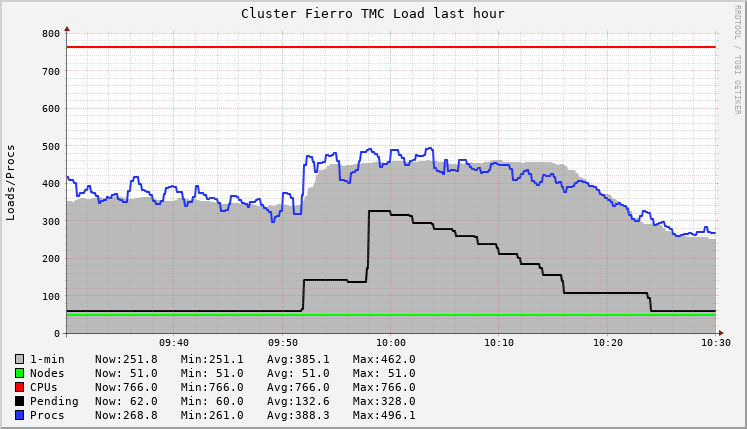 Cluster Fierro TMC Load last hour
RRDTOOL / TOBI OETIKER
Loads/Procs
800
700
600
500
400
300
200
100
0
09:40 09:50 10:00 10:10 10:20 10:30
1-min Now:251.8 Min:251.1 Avg:385.1 Max:462.0
Nodes Now: 51.0 Min: 51.0 Avg: 51.0 Max: 51.0
CPUs Now:766.0 Min:766.0 Avg:766.0 Max:766.0
Pending Now: 62.0 Min: 60.0 Avg:132.6 Max:328.0
Procs Now:268.8 Min:261.0 Avg:388.3 Max:496.1